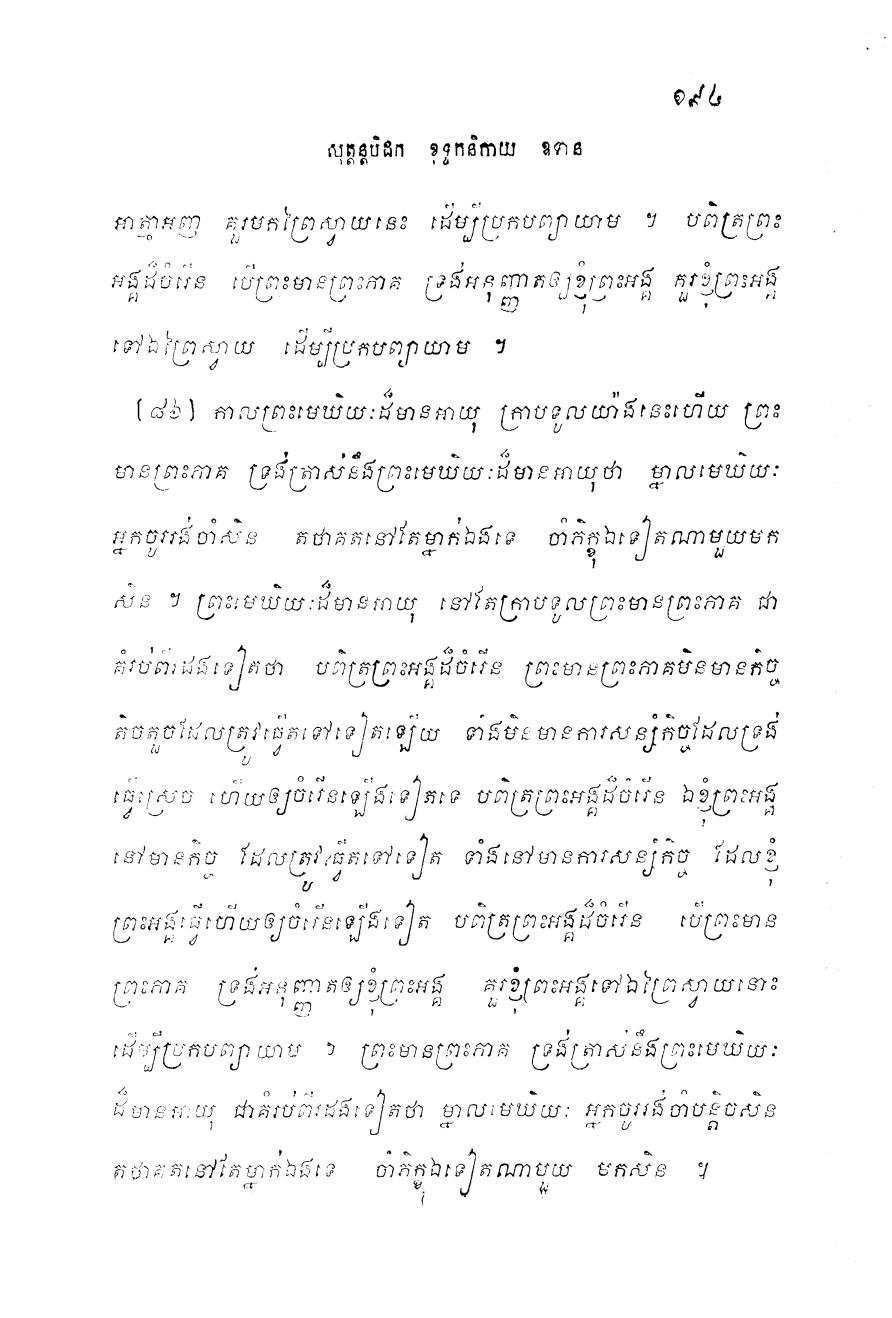 ១៩៤
សុត្តន្តបិដក ខុទ្ទកនិកាយ ឧទាន
អាត្មាអញ គួរមកព្រៃស្វាយនេះ ដើម្បីប្រកបព្យាយាម ។ បពិត្រព្រះ
អង្គដ៏ចំរើន បើព្រះមានព្រះភាគ ទ្រង់អនុញ្ញាតឲ្យខ្ញុំព្រះអង្គ គួរខ្ញុំព្រះអង្គ
ទៅឯព្រៃស្វាយ ដើម្បីប្រកបព្យាយាម ។
[៨៦] កាលព្រះមេឃិយៈដ៏មានអាយុ ក្រាបទូលយ៉ាងនេះហើយ ព្រះ
មានព្រះភាគ ទ្រង់ត្រាស់នឹងព្រះមេឃិយៈដ៏មានអាយុថា ម្នាលមេឃិយៈ
អ្នកចូររង់ចាំសិន តថាគតនៅតែម្នាក់ឯងទេ ចាំភិក្ខុឯទៀតណាមួយមក
សិន ។ ព្រះមេឃិយៈដ៏មានអាយុ នៅតែក្រាបទូលព្រះមានព្រះភាគ ជា
គំរប់ពីរដងទៀតថា បពិត្រព្រះអង្គដ៏ចំរើន ព្រះមានព្រះភាគមិនមានកិច្ច
តិចតួចដែលត្រូវធ្វើតទៅទៀតឡើយ ទាំងមិនមានការសន្សំកិច្ចដែលទ្រង់
ធ្វើស្រេច ហើយឲ្យចំរើនឡើងទៀតទេ បពិត្រព្រះអង្គដ៏ចំរើន ឯខ្ញុំព្រះអង្គ
នៅមានកិច្ច ដែលត្រូវធ្វើតទៅទៀត ទាំងនៅមានការសន្សំកិច្ច ដែលខ្ញុំ
ព្រះអង្គធ្វើហើយឲ្យចំរើនឡើងទៀត បពិត្រព្រះអង្គដ៏ចំរើន បើព្រះមាន
ព្រះភាគ ទ្រង់អនុញ្ញាតឲ្យខ្ញុំព្រះអង្គ គួរខ្ញុំព្រះអង្គទៅឯព្រៃស្វាយនោះ
ដើម្បីប្រកបព្យាយាម ។ ព្រះមានព្រះភាគ ទ្រង់ត្រាស់នឹងព្រះមេឃិយៈ
ដ៏មានអាយុ ជាគំរប់ពីរដងទៀតថា ម្នាលមេឃិយៈ អ្នកចូររង់ចាំបន្តិចសិន
តថាគតនៅតែម្នាក់ឯងទេ ចាំភិក្ខុឯទៀតណាមួយ មកសិន ។